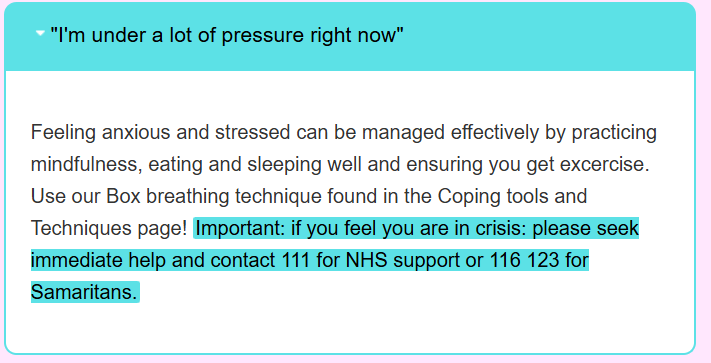 "I'm under a lot of pressure right now"
Feeling anxious and stressed can be managed effectively by practicing
mindfulness, eating and sleeping well and ensuring you get excercise.
Use our Box breathing technique found in the Coping tools and
Techniques page! Important: if you feel you are in crisis: please seek
immediate help and contact 111 for NHS support or 116 123 for
Samaritans.